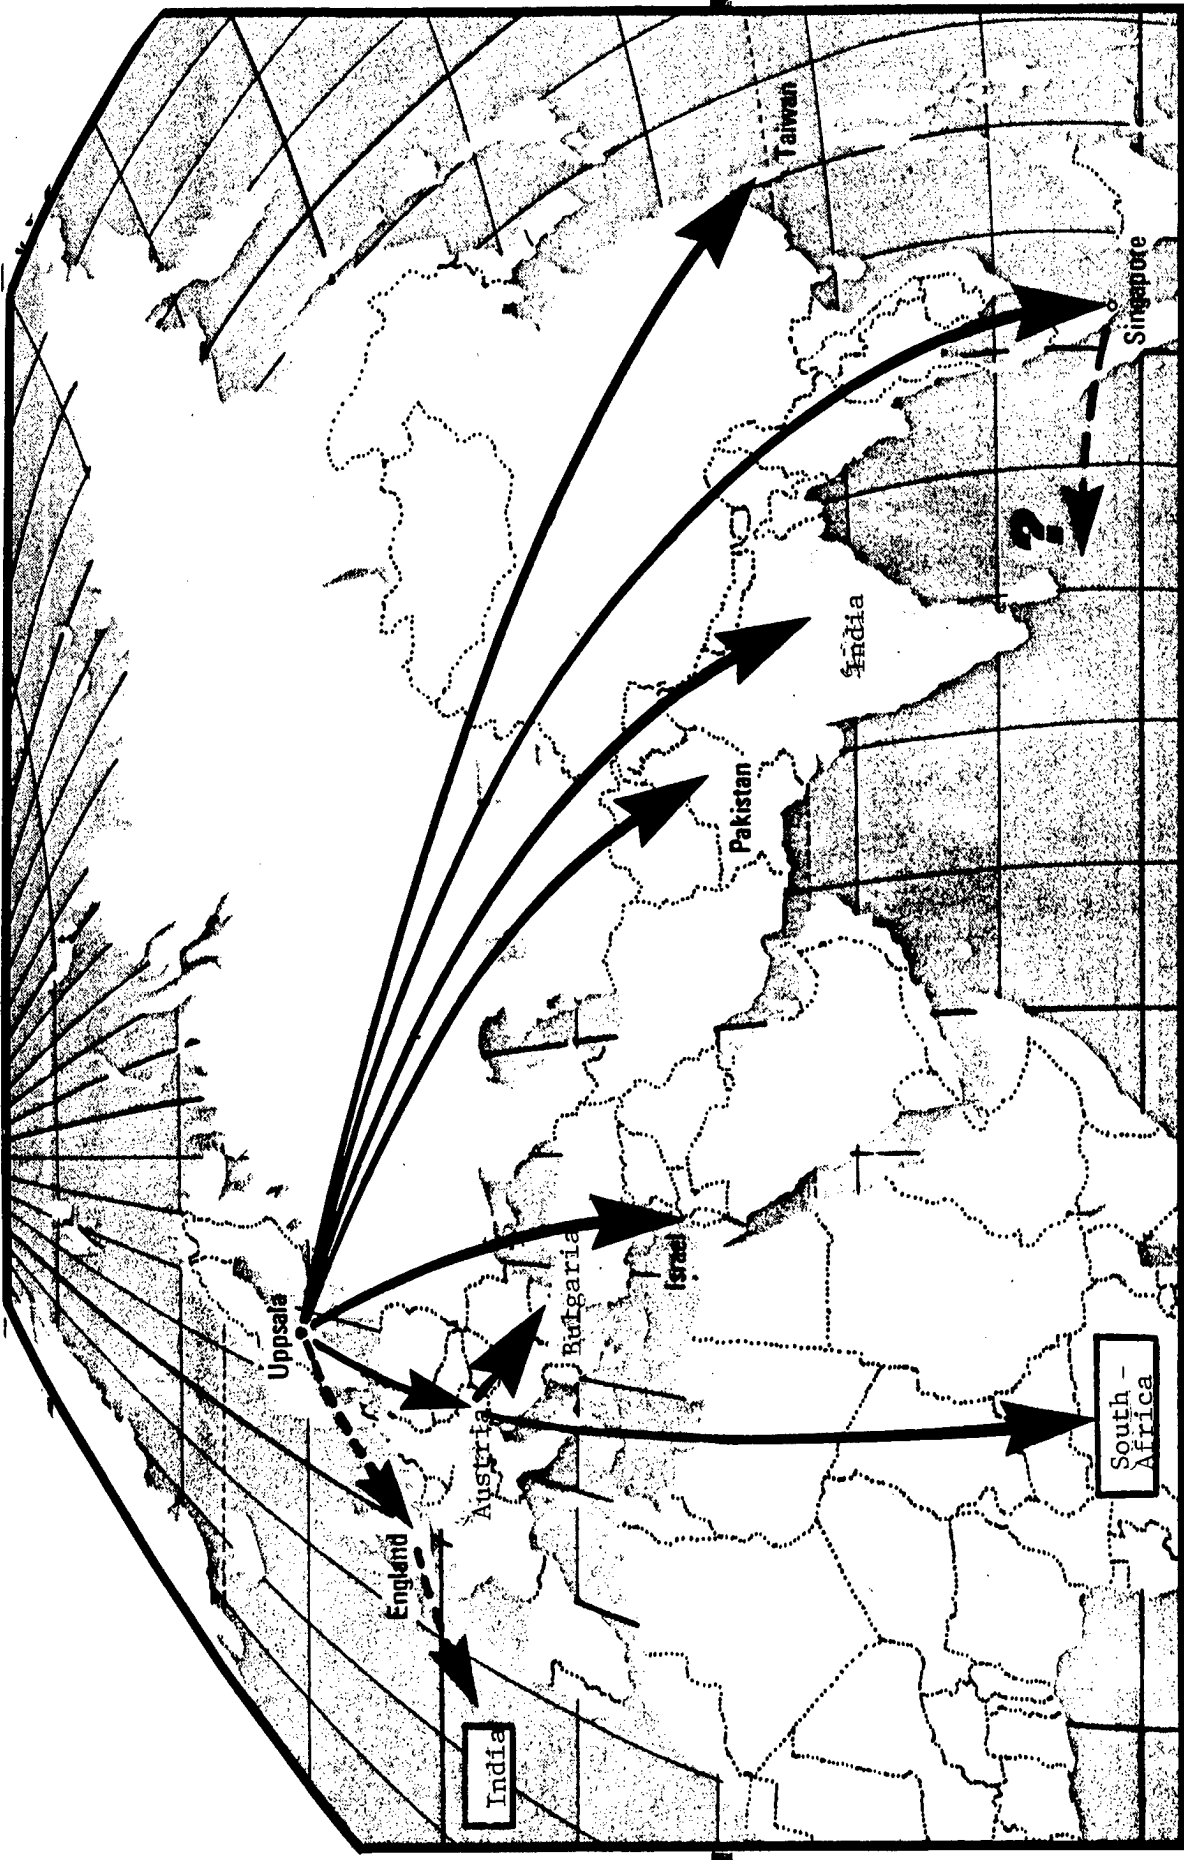 Uppsala
England
India
Austria
Bulgaria
Israel
South –
Africa
Pakistan
India
Taiwan
Singapore
?